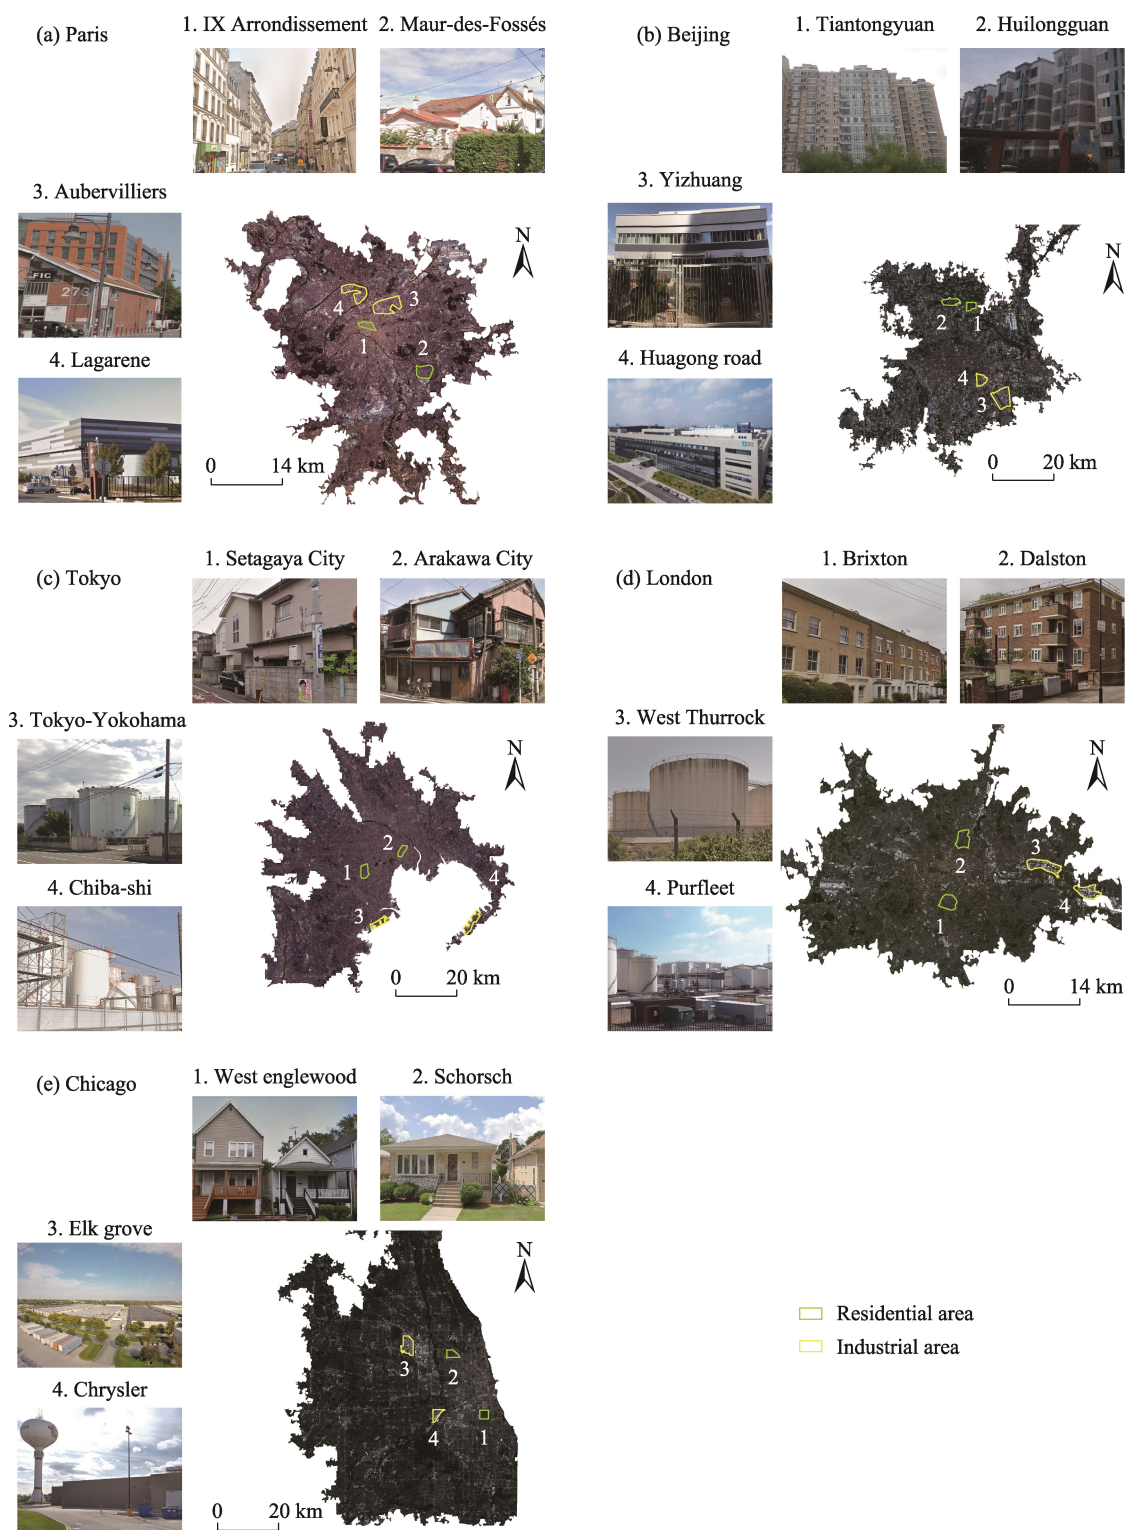 (a) Paris
1. IX Arrondissement
2. Maur-des-Fossés
3. Aubervilliers
FIC
273
4. Lagarene
N
4
3
1
2
0 14 km
(b) Beijing
1. Tiantongyuan
2. Huilongguan
3. Yizhuang
4. Huagong road
N
2
1
4
3
0 20 km
(c) Tokyo
1. Setagaya City
2. Arakawa City
3. Tokyo-Yokohama
4. Chiba-shi
N
2
1
4
3
0 20 km
(d) London
1. Brixton
2. Dalston
3. West Thurrock
4. Purfleet
N
3
2
4
1
0 14 km
(e) Chicago
1. West englewood
2. Schorsch
3. Elk grove
4. Chrysler
N
3
2
4
1
0 20 km
Residential area
Industrial area